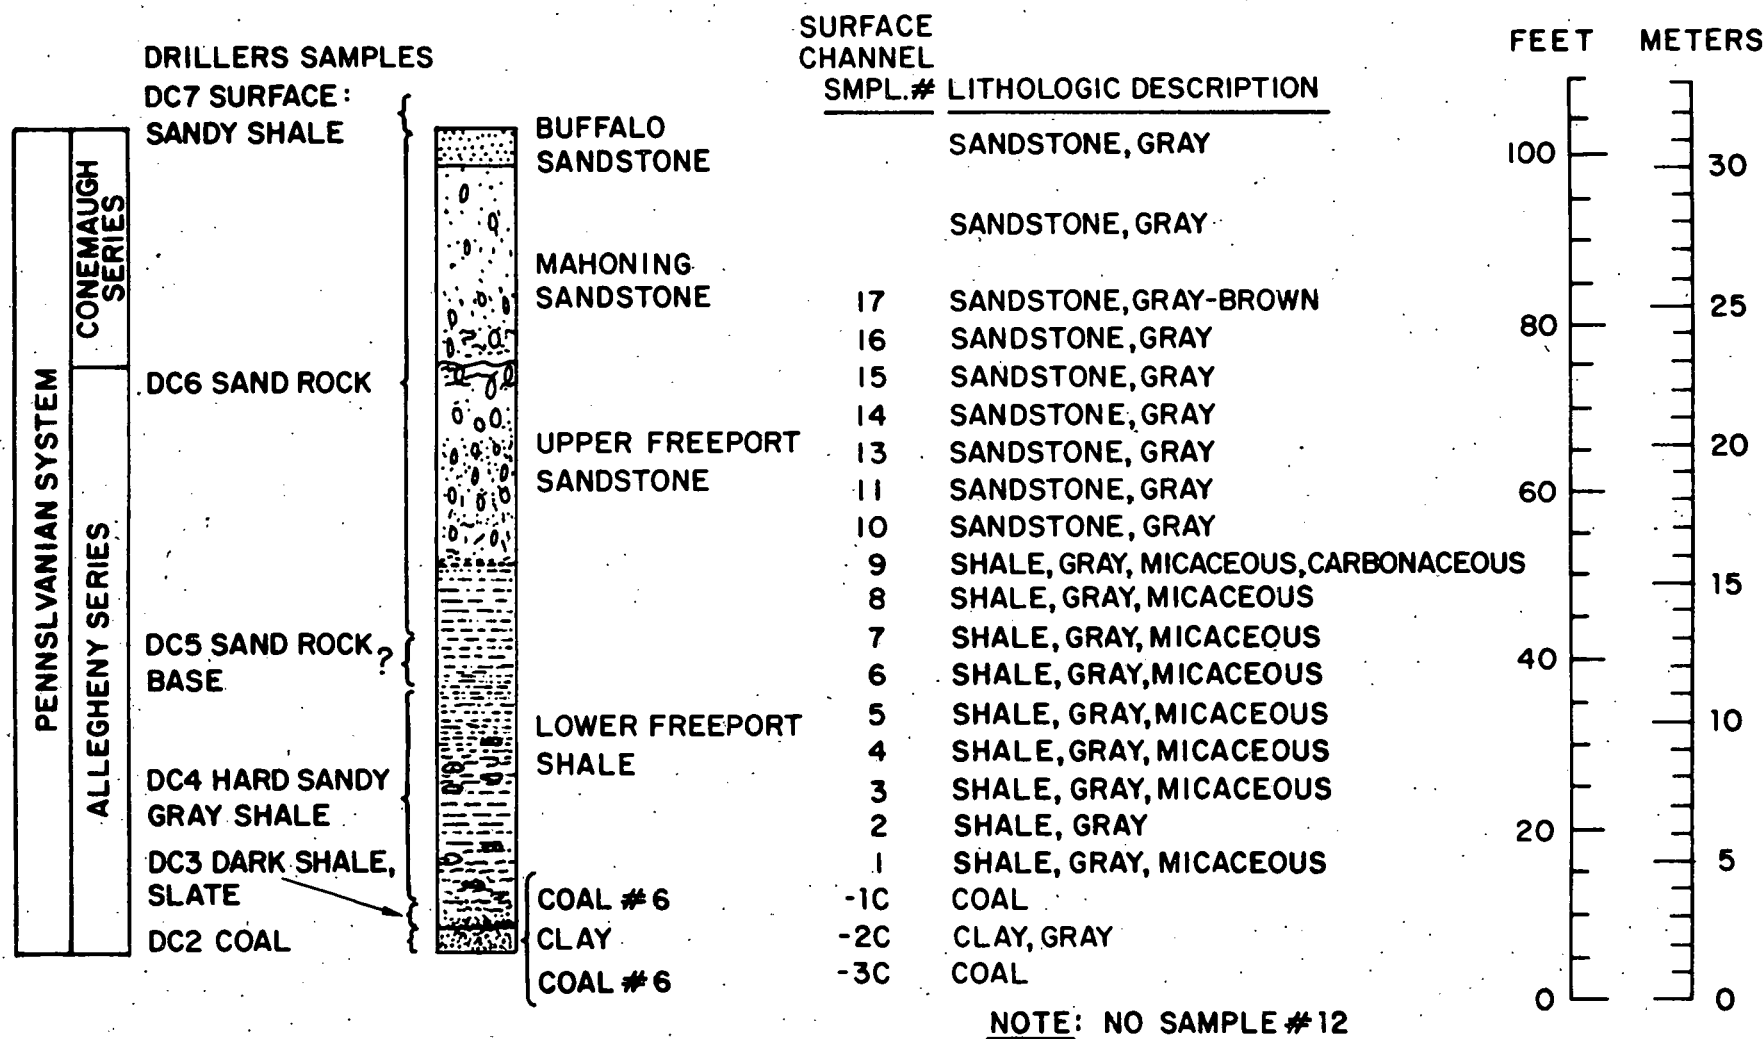 DRILLERS SAMPLES
DC7 SURFACE:
SANDY SHALE
DC6 SAND ROCK
DC5 SAND ROCK ?
BASE
DC4 HARD SANDY
GRAY SHALE
DC3 DARK SHALE,
SLATE
DC2 COAL
PENNSLVANIAN SYSTEM
CONEMAUGH
SERIES
ALLEGHENY SERIES
BUFFALO
SANDSTONE
MAHONING
SANDSTONE
UPPER FREEPORT
SANDSTONE
LOWER FREEPORT
SHALE
COAL #6
CLAY
COAL #6
SURFACE
CHANNEL
SMPL.# LITHOLOGIC DESCRIPTION
SANDSTONE, GRAY
SANDSTONE, GRAY
17 SANDSTONE, GRAY-BROWN
16 SANDSTONE, GRAY
15 SANDSTONE, GRAY
14 SANDSTONE, GRAY
13 SANDSTONE, GRAY
11 SANDSTONE, GRAY
10 SANDSTONE, GRAY
9 SHALE, GRAY, MICACEOUS, CARBONACEOUS
8 SHALE, GRAY, MICACEOUS
7 SHALE, GRAY, MICACEOUS
6 SHALE, GRAY, MICACEOUS
5 SHALE, GRAY, MICACEOUS
4 SHALE, GRAY, MICACEOUS
3 SHALE, GRAY, MICACEOUS
2 SHALE, GRAY
1 SHALE, GRAY, MICACEOUS
-1C COAL
-2C CLAY, GRAY
-3C COAL
NOTE: NO SAMPLE #12
FEET
100
80
60
40
20
0
METERS
30
25
20
15
10
5
0